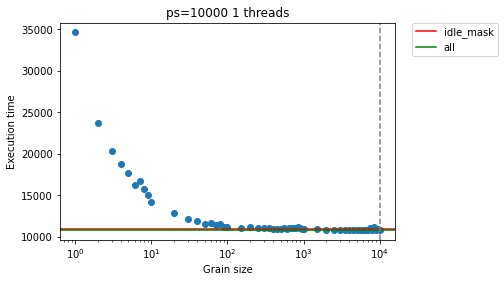 ps=10000 1 threads
idle_mask
all
Execution time
35000
30000
25000
20000
15000
10000
10⁰
10¹
10²
10³
10⁴
Grain size